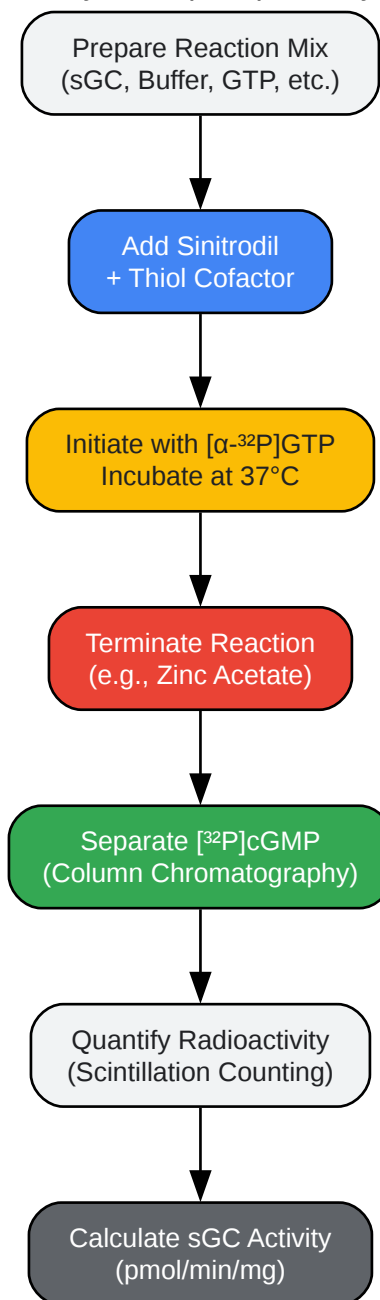 Prepare Reaction Mix
(sGC, Buffer, GTP, etc.)
Add Sinitrodil
+ Thiol Cofactor
Initiate with [α-³²P]GTP
Incubate at 37°C
Terminate Reaction
(e.g., Zinc Acetate)
Separate [³²P]cGMP
(Column Chromatography)
Quantify Radioactivity
(Scintillation Counting)
Calculate sGC Activity
(pmol/min/mg)